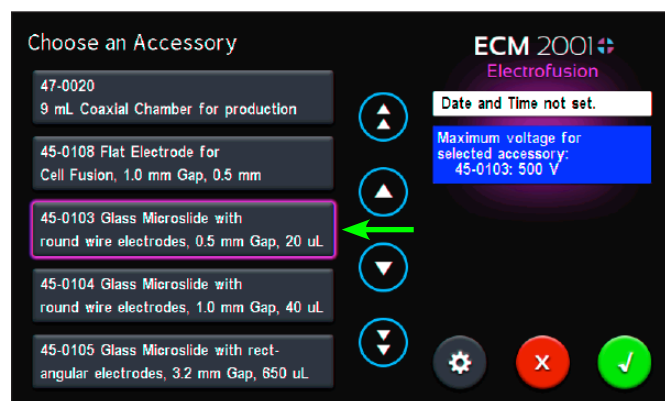 Choose an Accessory
47-0020
9 mL Coaxial Chamber for production
45-0108 Flat Electrode for
Cell Fusion, 1.0 mm Gap, 0.5 mm
45-0103 Glass Microslide with
round wire electrodes, 0.5 mm Gap, 20 uL
45-0104 Glass Microslide with
round wire electrodes, 1.0 mm Gap, 40 uL
45-0105 Glass Microslide with rect-
angular electrodes, 3.2 mm Gap, 650 uL
ECM 2001
Electrofusion
Date and Time not set.
Maximum voltage for
selected accessory:
45-0103: 500 V
X